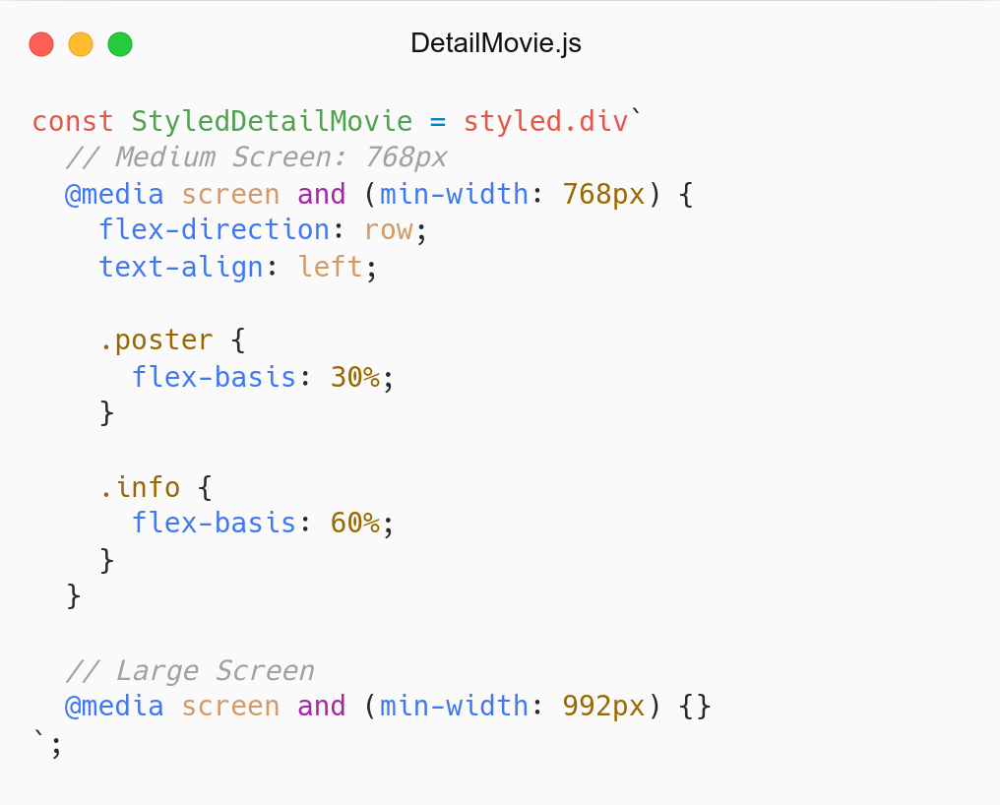 DetailMovie.js
const StyledDetailMovie = styled.div`
  // Medium Screen: 768px
  @media screen and (min-width: 768px) {
    flex-direction: row;
    text-align: left;

    .poster {
      flex-basis: 30%;
    }

    .info {
      flex-basis: 60%;
    }
  }

  // Large Screen
  @media screen and (min-width: 992px) {}
`;